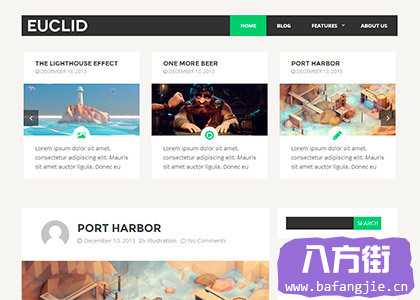 EUCLID
HOME BLOG FEATURES ABOUT US
THE LIGHTHOUSE EFFECT
DECEMBER 13, 2013
Lorem ipsum dolor sit amet,
consectetur adipiscing elit. Mauris
sit amet auctor ligula. Donec eu
ONE MORE BEER
DECEMBER 13, 2013
Lorem ipsum dolor sit amet,
consectetur adipiscing elit. Mauris
sit amet auctor ligula. Donec eu
PORT HARBOR
DECEMBER 13, 2013
Lorem ipsum dolor sit amet,
consectetur adipiscing elit. Mauris
sit amet auctor ligula. Donec eu
PORT HARBOR
December 13, 2013 Illustration No Comments
SEARCH
八方街
www.bafangjie.cn